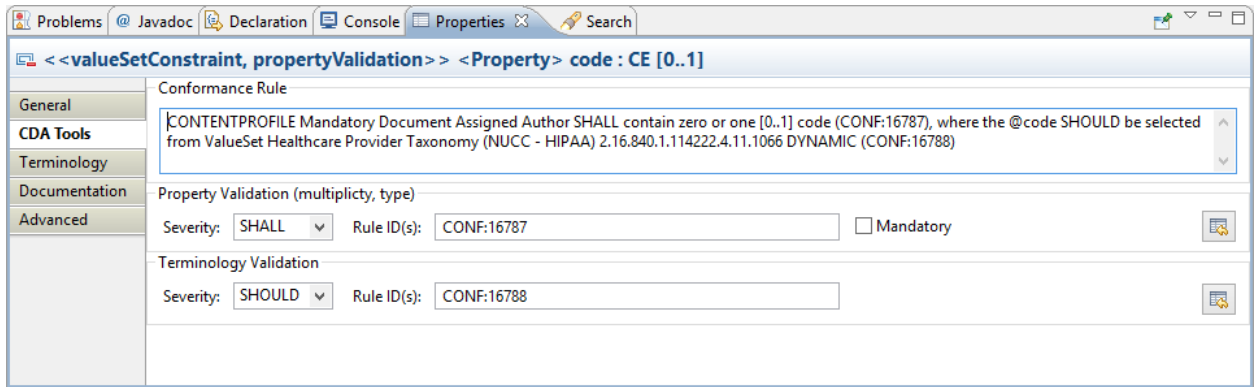 Problems @ Javadoc Declaration Console Properties Search
<<valueSetConstraint, propertyValidation>> <Property> code : CE [0..1]
General
CDA Tools
Terminology
Documentation
Advanced
Conformance Rule
CONTENTPROFILE Mandatory Document Assigned Author SHALL contain zero or one [0..1] code (CONF:16787), where the @code SHOULD be selected
from ValueSet Healthcare Provider Taxonomy (NUCC - HIPAA) 2.16.840.1.114222.4.11.1066 DYNAMIC (CONF:16788)
Property Validation (multiplicty, type)
Severity: SHALL Rule ID(s): CONF:16787 Mandatory
Terminology Validation
Severity: SHOULD Rule ID(s): CONF:16788